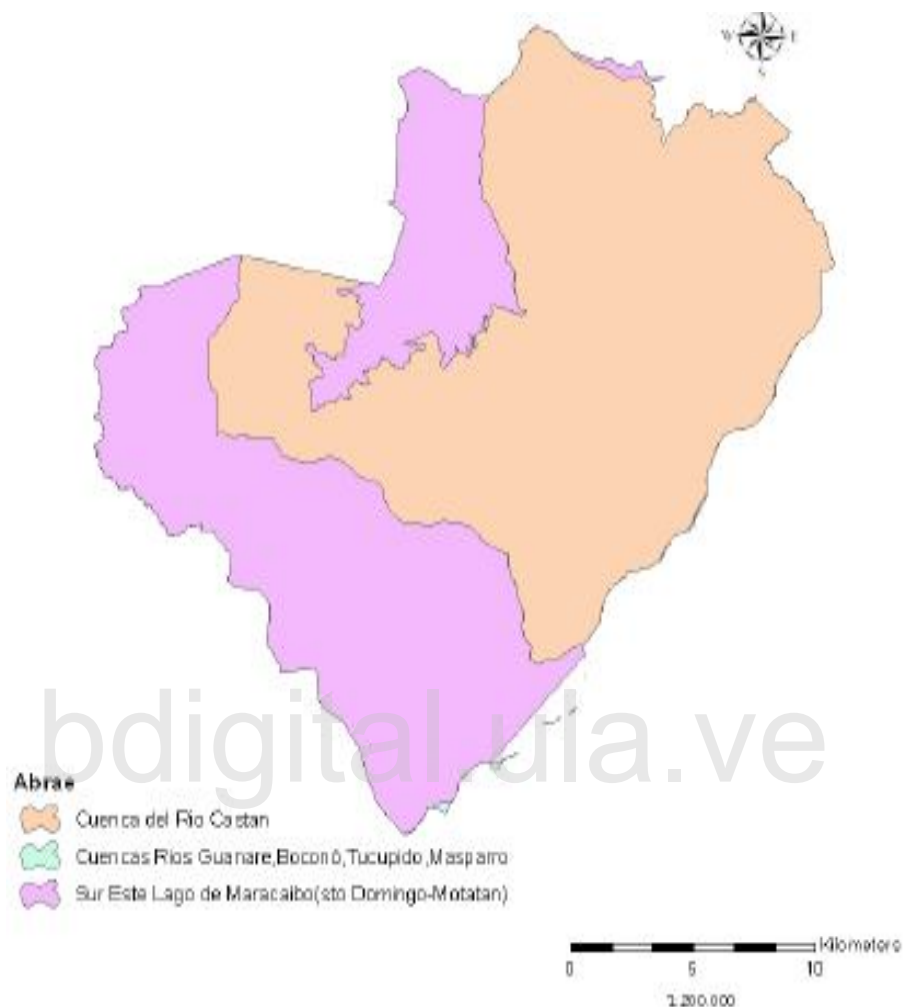 W E
S
bdigital.ula.ve
Abrae
Cuenca del Rio Castan
Cuencas Rios Guanare,Boconó,Tucupido,Masparro
Sur Este Lago de Maracaibo(sto Domingo-Motatan)
Kilometers
0 5 10
1:200.000